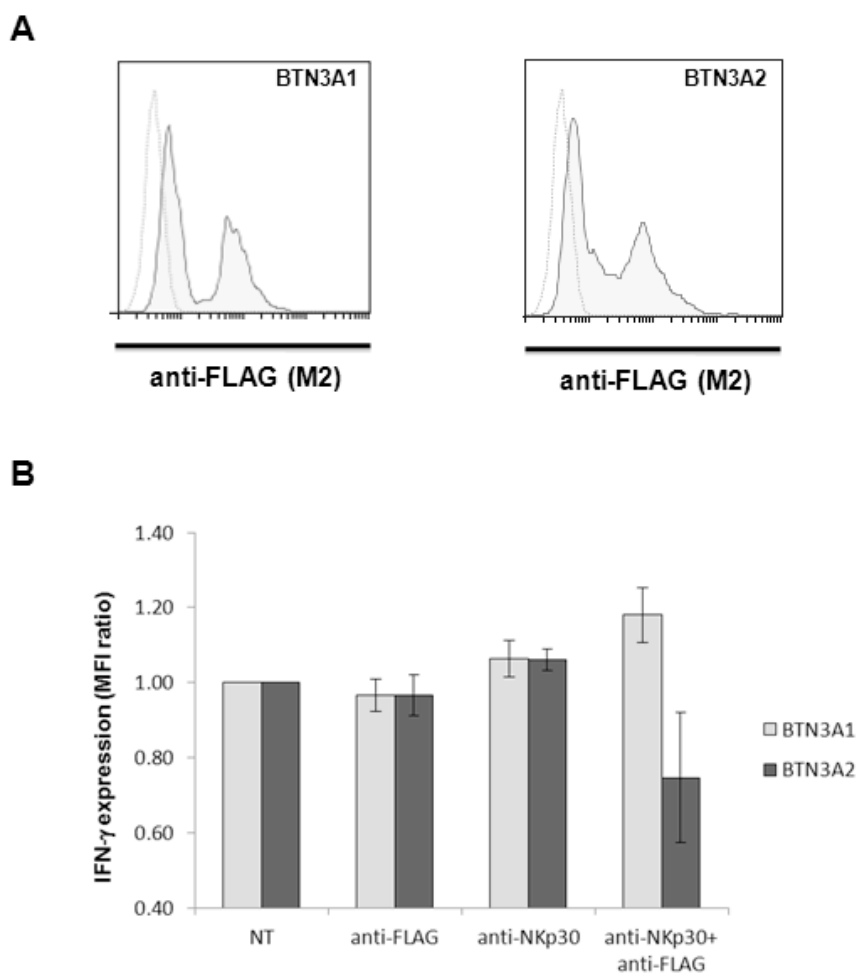 A
BTN3A1
BTN3A2
anti-FLAG (M2)
anti-FLAG (M2)
B
IFN-γ expression (MFI ratio)
1.40
1.20
1.00
0.80
0.60
0.40
NT
anti-FLAG
anti-NKp30
anti-NKp30+
anti-FLAG
BTN3A1
BTN3A2